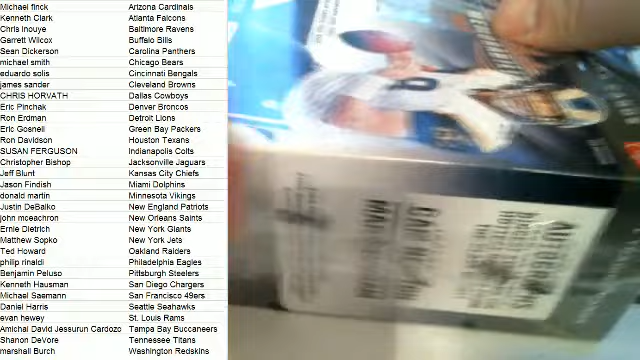 Michael finck Arizona Cardinals
Kenneth Clark Atlanta Falcons
Chris Inouye Baltimore Ravens
Garrett Wilcox Buffalo Bills
Sean Dickerson Carolina Panthers
michael smith Chicago Bears
eduardo solis Cincinnati Bengals
james sander Cleveland Browns
CHRIS HORVATH Dallas Cowboys
Eric Pinchak Denver Broncos
Ron Erdman Detroit Lions
Eric Gosnell Green Bay Packers
Ron Davidson Houston Texans
SUSAN FERGUSON Indianapolis Colts
Christopher Bishop Jacksonville Jaguars
Jeff Blunt Kansas City Chiefs
Jason Findish Miami Dolphins
donald martin Minnesota Vikings
Justin DeBalko New England Patriots
john mceachron New Orleans Saints
Ernie Dietrich New York Giants
Matthew Sopko New York Jets
Ted Howard Oakland Raiders
philip rinaldi Philadelphia Eagles
Benjamin Peluso Pittsburgh Steelers
Kenneth Hausman San Diego Chargers
Michael Saemann San Francisco 49ers
Daniel Harris Seattle Seahawks
evan hewey St. Louis Rams
Amichai David Jessurun Cardozo Tampa Bay Buccaneers
Shanon DeVore Tennessee Titans
marshall Burch Washington Redskins